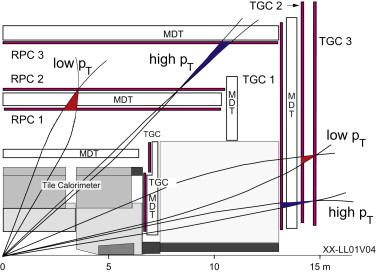 TGC 2
MDT
RPC 3
low pT
high pT
TGC 3
RPC 2
TGC 1
MDT
RPC 1
MDT
MDT
TGC
MDT
low pT
Tile Calorimeter
TGC
MDT
high pT
XX-LL01V04
0 5 10 15 m